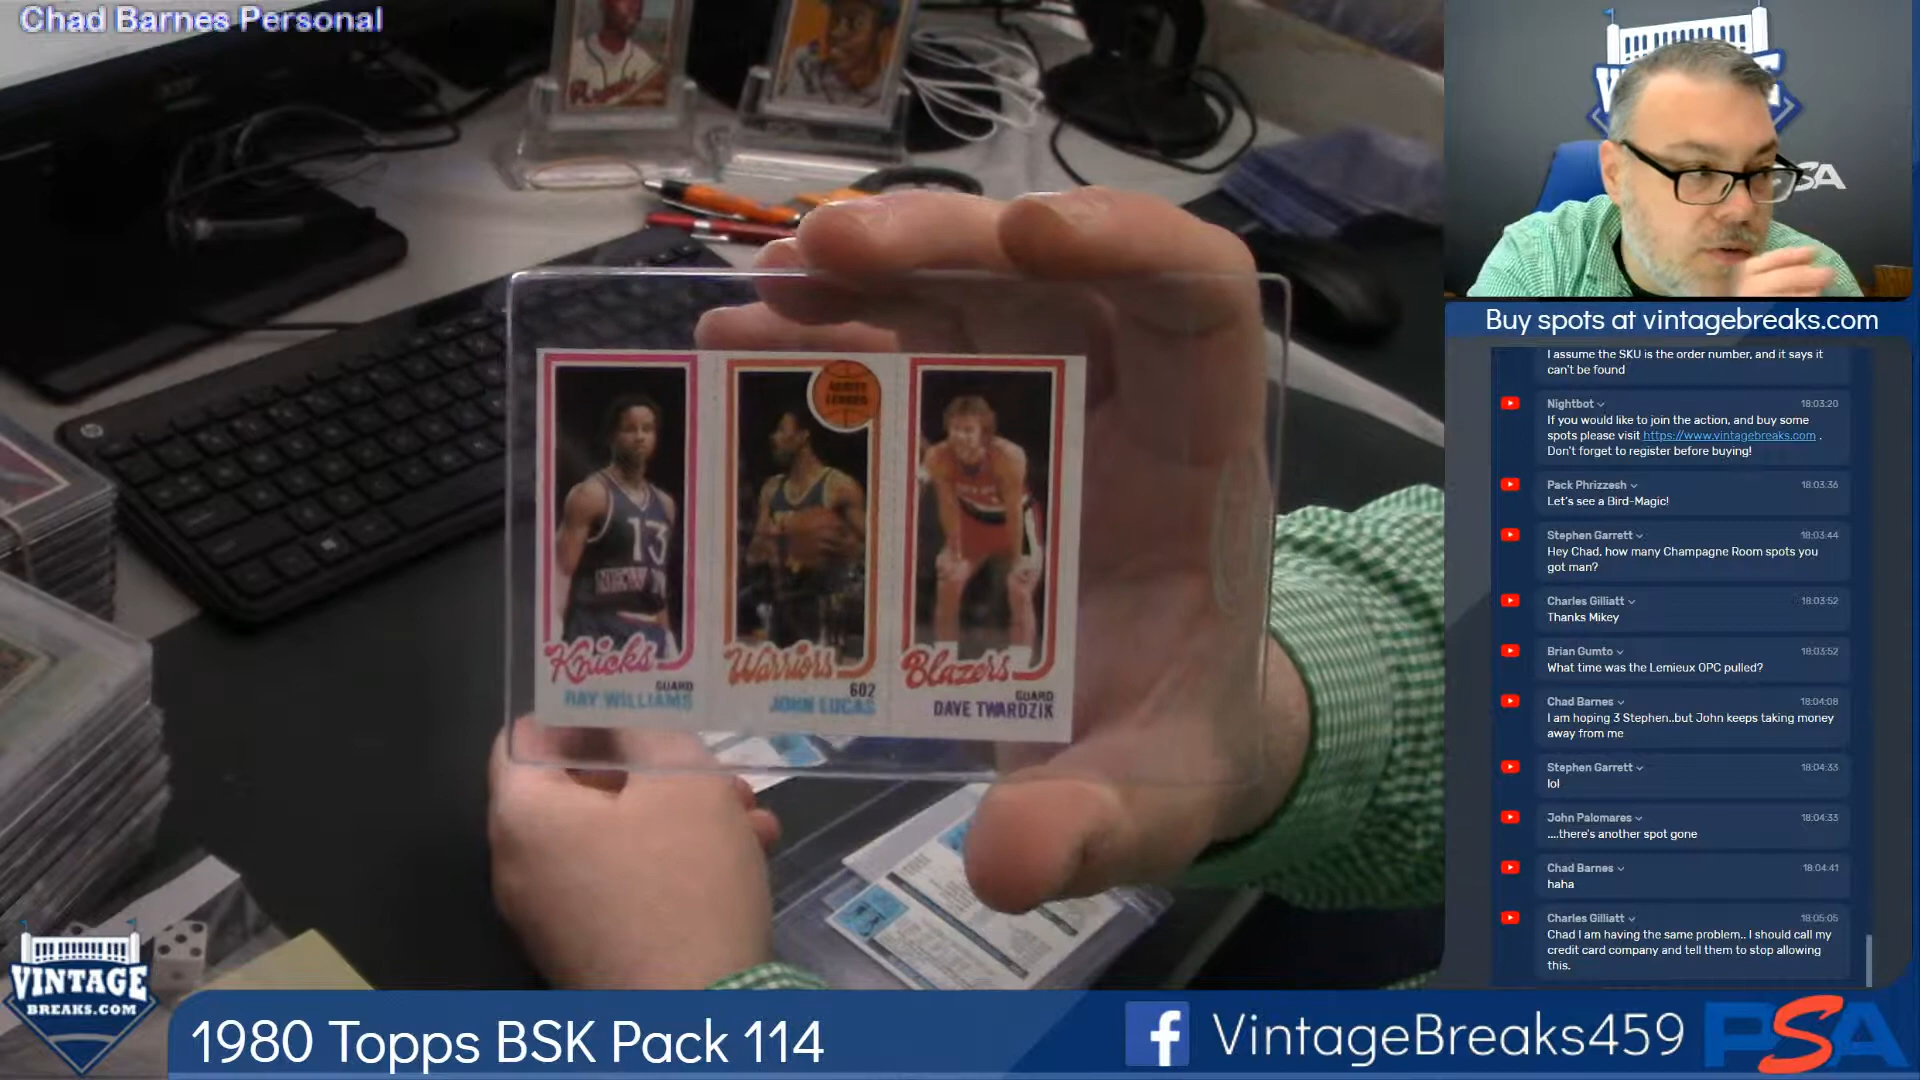 Chad Barnes Personal
PSA
Buy spots at vintagebreaks.com
I assume the SKU is the order number, and it says it
can't be found
Nightbot 18:03:20
If you would like to join the action, and buy some
spots please visit https://www.vintagebreaks.com .
Don't forget to register before buying!
Pack Phrizzesh 18:03:36
Let's see a Bird-Magic!
Stephen Garrett 18:03:44
Hey Chad, how many Champagne Room spots you
got man?
Charles Gilliatt 18:03:52
Thanks Mikey
Brian Gumto 18:03:52
What time was the Lemieux OPC pulled?
Chad Barnes 18:04:08
I am hoping 3 Stephen..but John keeps taking money
away from me
Stephen Garrett 18:04:33
lol
John Palomares 18:04:33
....there's another spot gone
Chad Barnes 18:04:41
haha
Charles Gilliatt 18:05:05
Chad I am having the same problem.. I should call my
credit card company and tell them to stop allowing
this.
13
NEW Y
Knicks
GUARD
RAY WILLIAMS
Warriors
602
JOHN LUCAS
Blazers
GUARD
DAVE TWARDZIK
VINTAGE
BREAKS.COM
1980 Topps BSK Pack 114
f VintageBreaks459
PSA